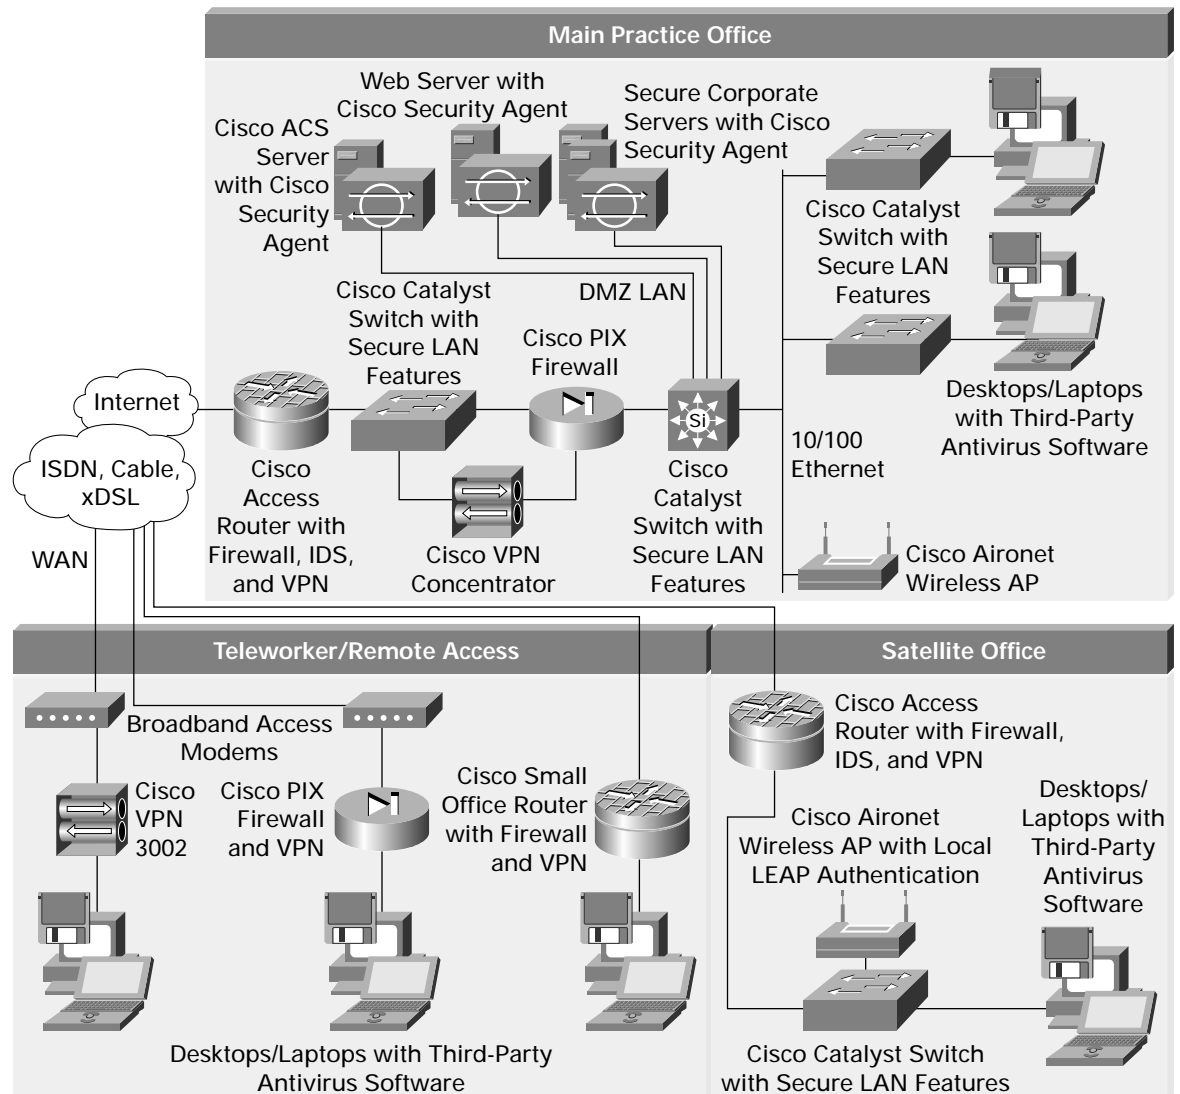 Main Practice Office
Web Server with
Cisco Security Agent
Secure Corporate
Servers with Cisco
Security Agent
Cisco ACS
Server
with Cisco
Security
Agent
Cisco Catalyst
Switch with
Secure LAN
Features
DMZ LAN
Cisco Catalyst
Switch with
Secure LAN
Features
Cisco PIX
Firewall
Desktops/Laptops
with Third-Party
Antivirus Software
Internet
Si
10/100
Ethernet
ISDN, Cable,
xDSL
Cisco
Access
Router with
Firewall, IDS,
and VPN
Cisco VPN
Concentrator
Cisco
Catalyst
Switch with
Secure LAN
Features
Cisco Aironet
Wireless AP
WAN
Teleworker/Remote Access
Broadband Access
Modems
Cisco
VPN
3002
Cisco PIX
Firewall
and VPN
Cisco Small
Office Router
with Firewall
and VPN
Desktops/Laptops with Third-Party
Antivirus Software
Satellite Office
Cisco Access
Router with Firewall,
IDS, and VPN
Cisco Aironet
Wireless AP with Local
LEAP Authentication
Desktops/
Laptops with
Third-Party
Antivirus
Software
Cisco Catalyst Switch
with Secure LAN Features